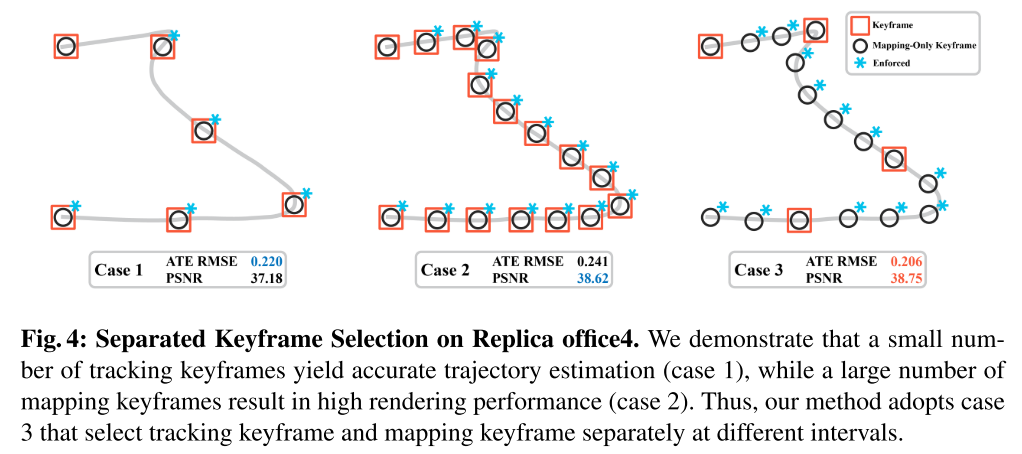 Keyframe
Mapping-Only Keyframe
Enforced
Case 1
ATE RMSE 0.220
PSNR 37.18
Case 2
ATE RMSE 0.241
PSNR 38.62
Case 3
ATE RMSE 0.206
PSNR 38.75
Fig. 4: Separated Keyframe Selection on Replica office4. We demonstrate that a small num-
ber of tracking keyframes yield accurate trajectory estimation (case 1), while a large number of
mapping keyframes result in high rendering performance (case 2). Thus, our method adopts case
3 that select tracking keyframe and mapping keyframe separately at different intervals.